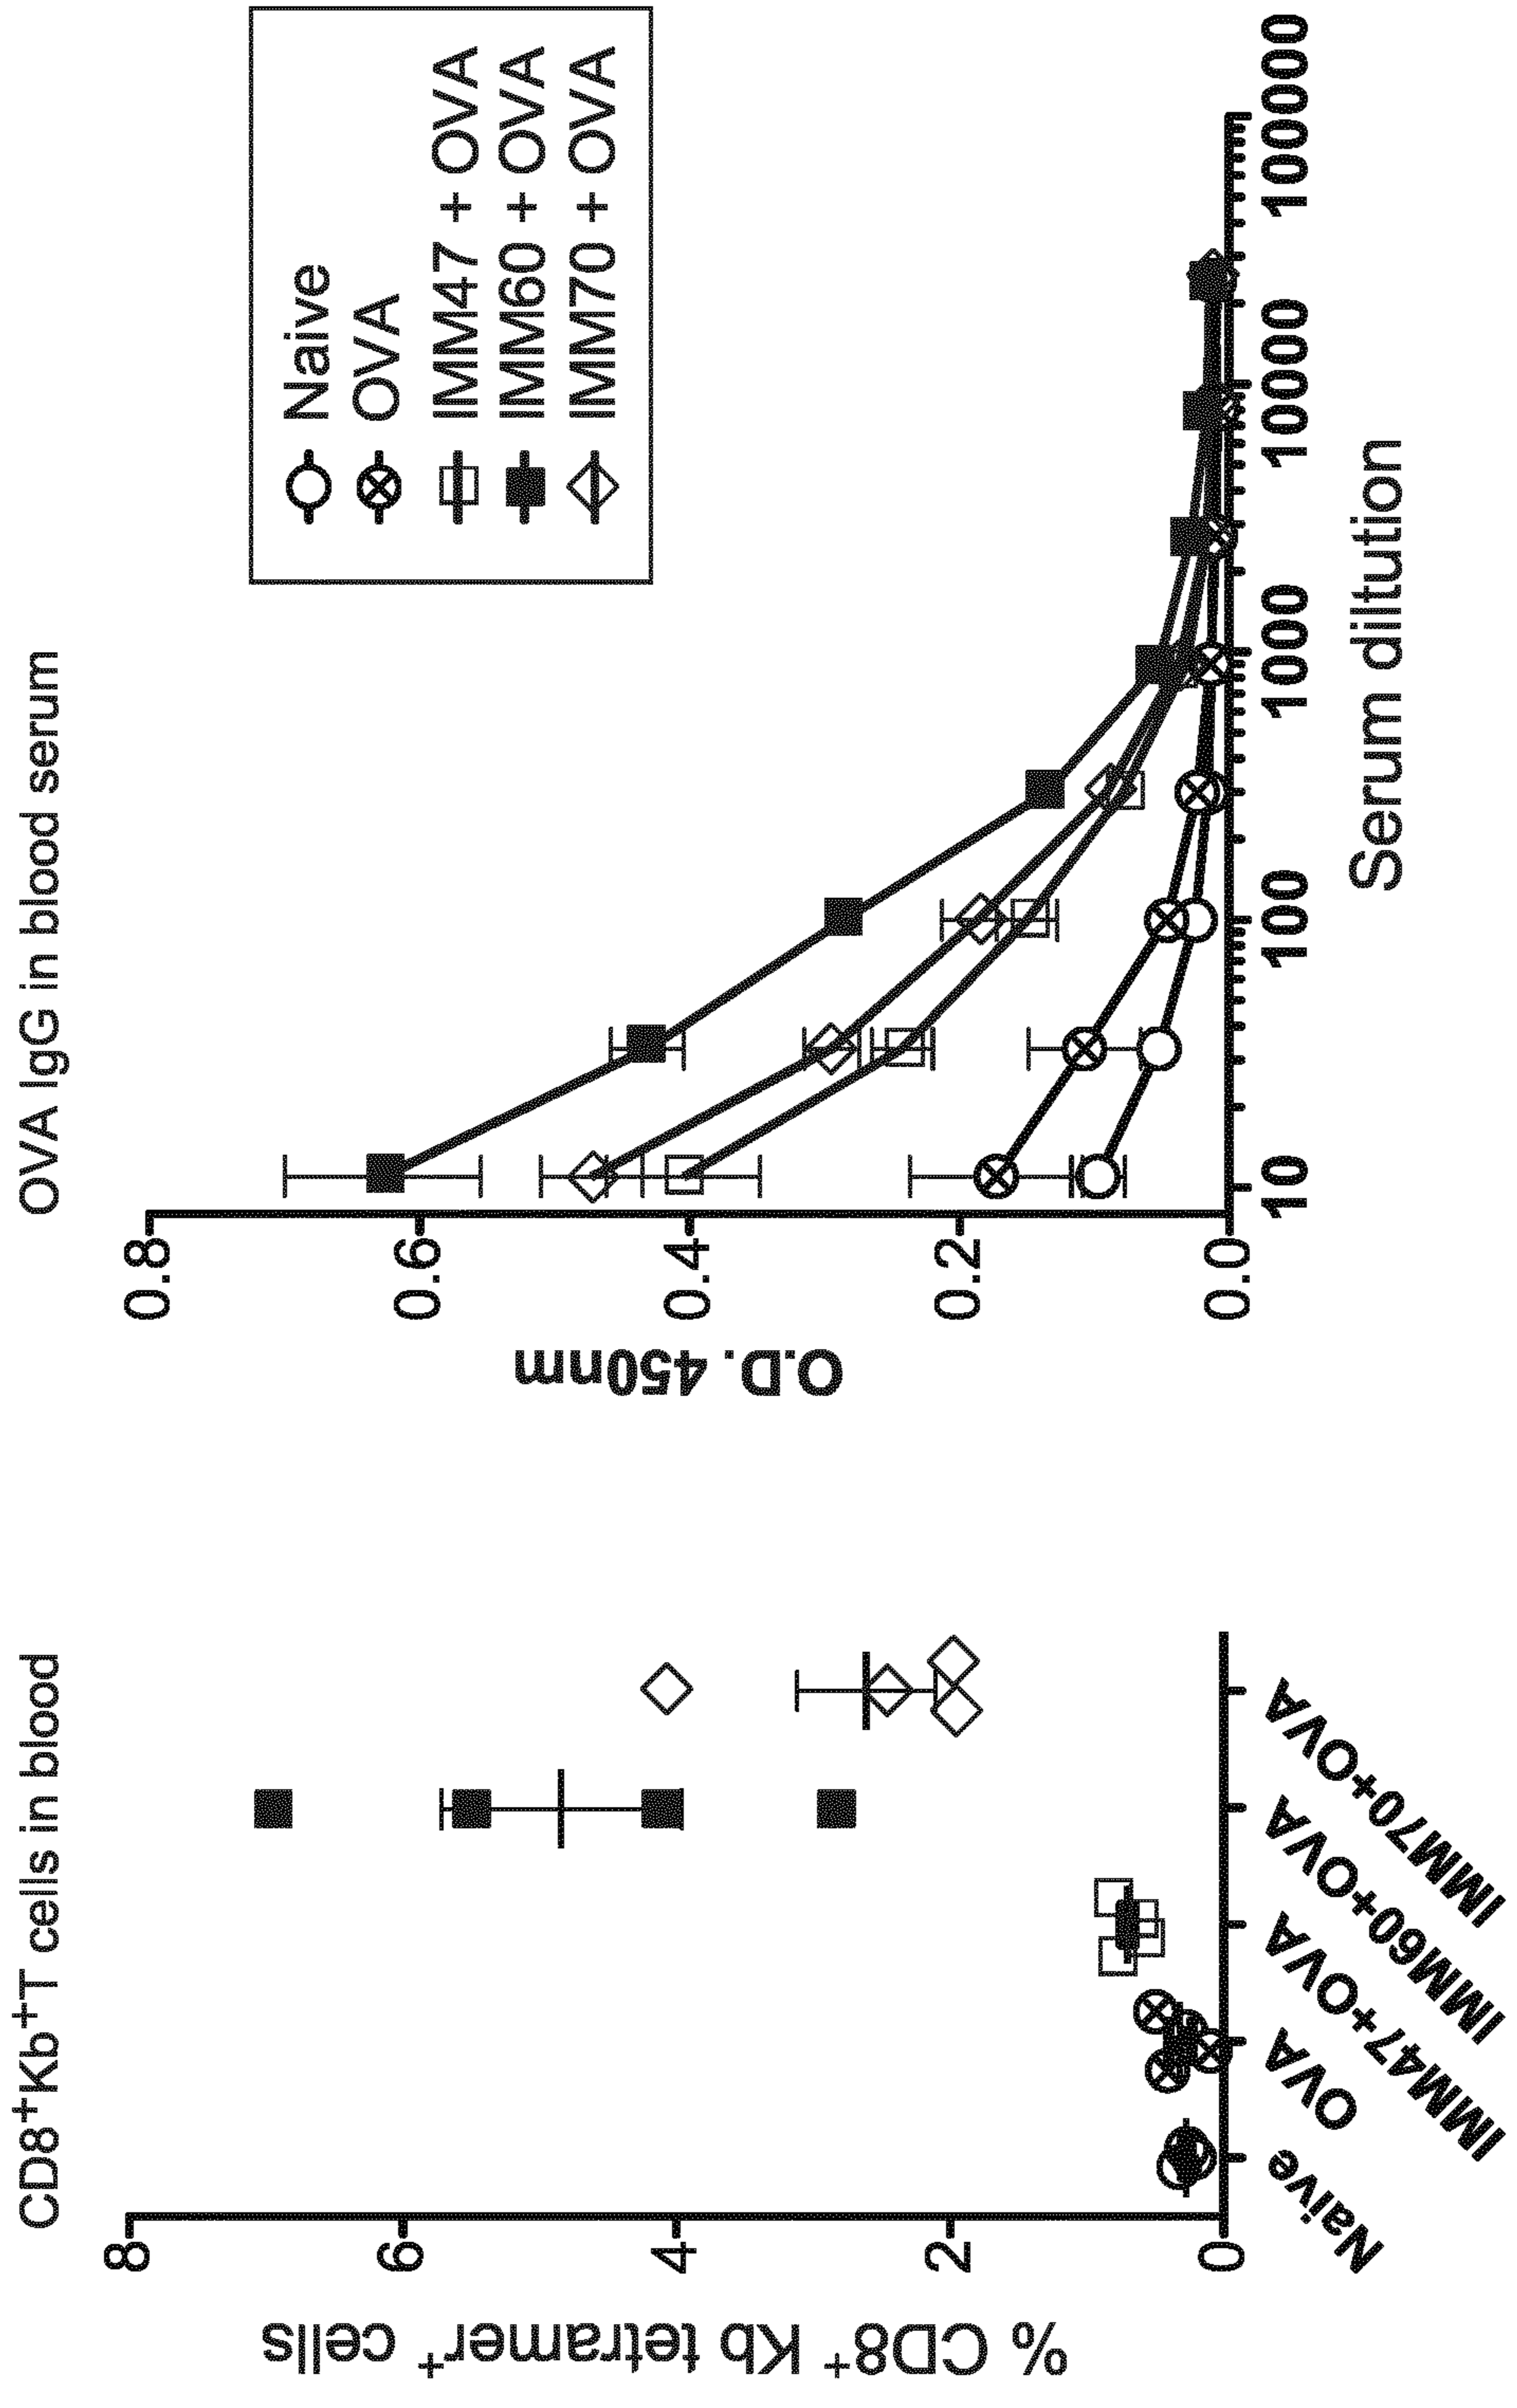 CD8⁺Kb⁺T cells in blood
% CD8⁺ Kb tetramer⁺ cells
8
6
4
2
0
Naive
OVA
IMM47+OVA
IMM60+OVA
IMM70+OVA
OVA IgG in blood serum
O.D. 450nm
0.8
0.6
0.4
0.2
0.0
10
100
1000
10000
100000
Serum dilution
Naive
OVA
IMM47 + OVA
IMM60 + OVA
IMM70 + OVA